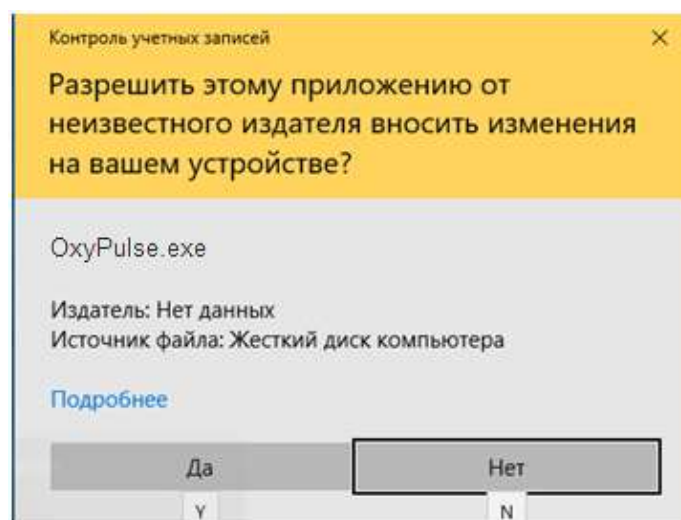 Контроль учетных записей
Разрешить этому приложению от
неизвестного издателя вносить изменения
на вашем устройстве?
OxyPulse.exe
Издатель: Нет данных
Источник файла: Жесткий диск компьютера
Подробнее
Да Нет
Y N